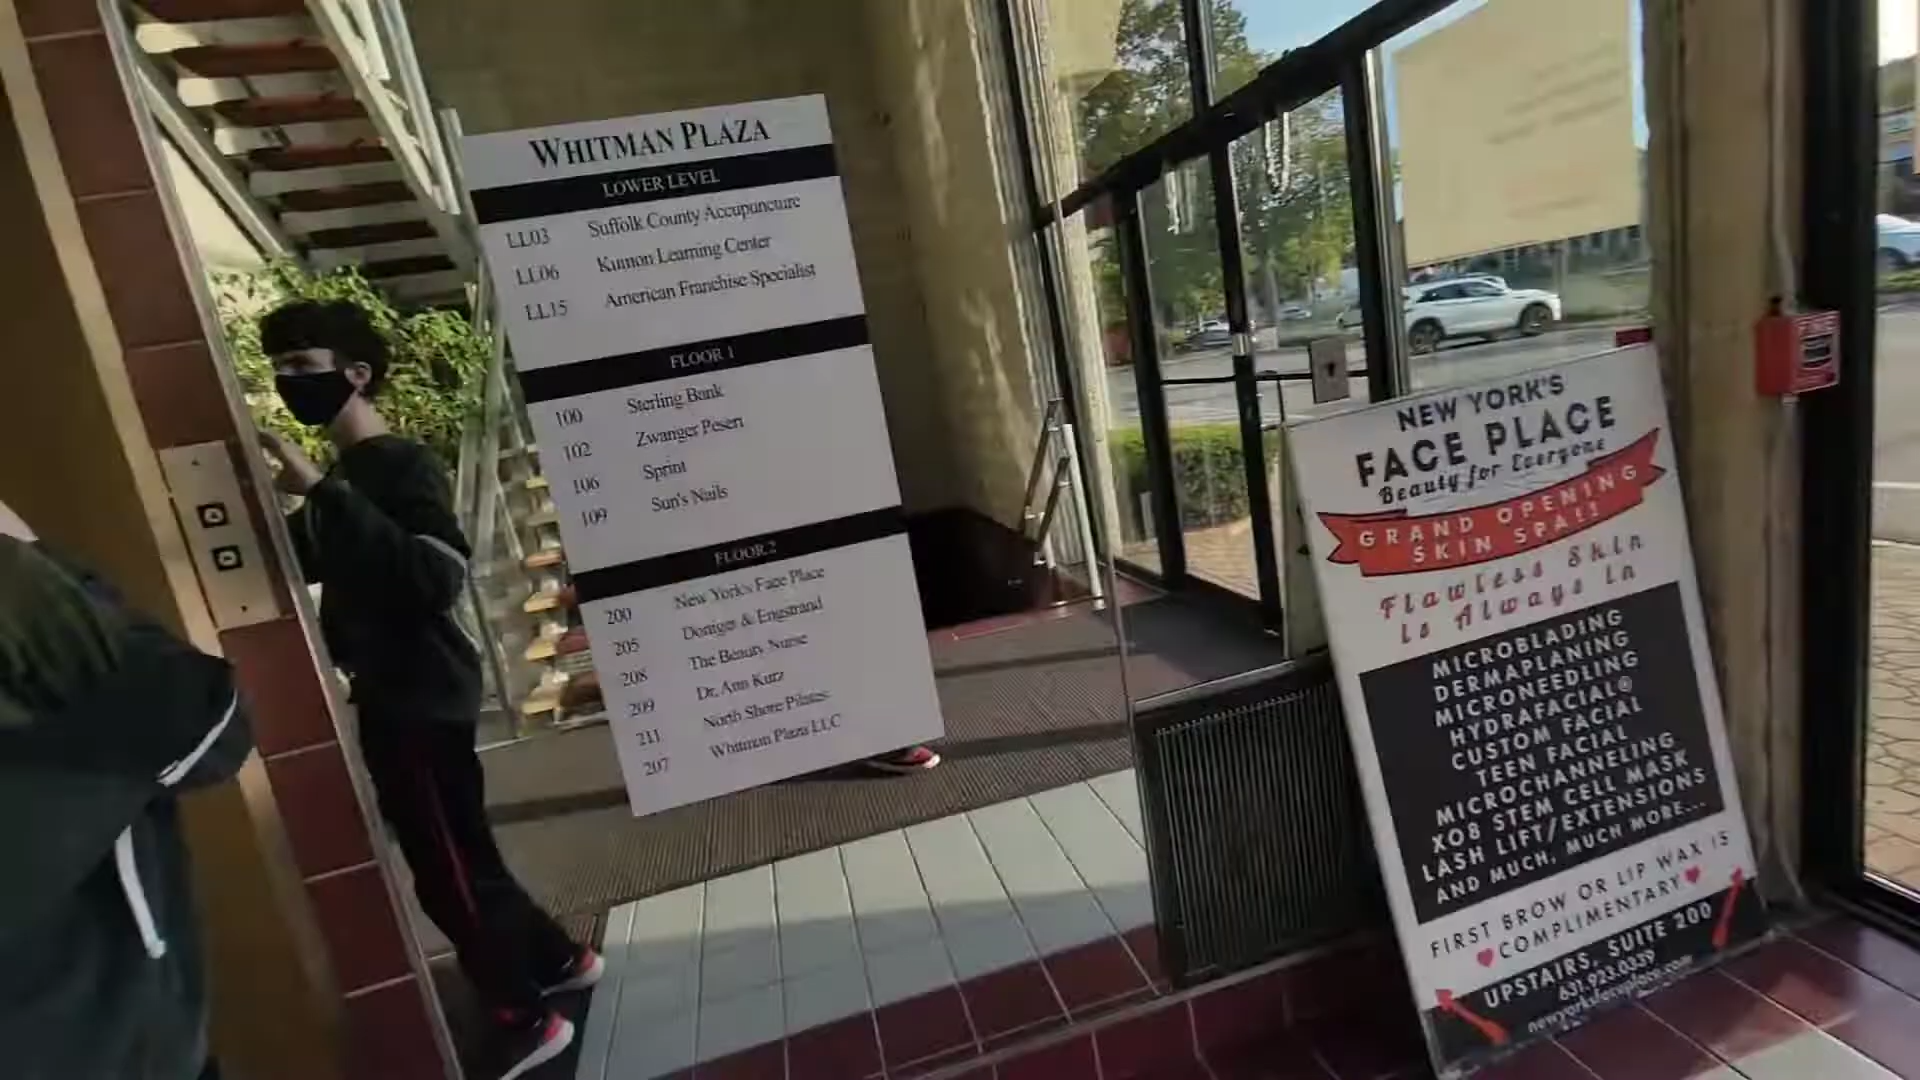 WHITMAN PLAZA
LOWER LEVEL
LL03 Suffolk County Accupuncture
LL06 Kumon Learning Center
LL15 American Franchise Specialist
FLOOR 1
100 Sterling Bank
102 Zwanger Peseri
106 Sprint
109 Sun's Nails
FLOOR 2
200 New York's Face Place
205 Doniger & Engstrand
208 The Beauty Nurse
209 Dr. Ann Kurz
211 North Shore Pilates
207 Whitman Plaza LLC
NEW YORK'S
FACE PLACE
Beauty for Everyone
GRAND OPENING
SKIN SPA!!
Flawless Skin
is Always in
MICROBLADING
DERMAPLANING
MICRONEEDLING
HYDRAFACIAL®
CUSTOM FACIAL
TEEN FACIAL
MICROCHANNELING
XO8 STEM CELL MASK
LASH LIFT/EXTENSIONS
AND MUCH, MUCH MORE...
FIRST BROW OR LIP WAX IS
COMPLIMENTARY
UPSTAIRS, SUITE 200
631.923.0339
newyorksfaceplace.com
FIRE